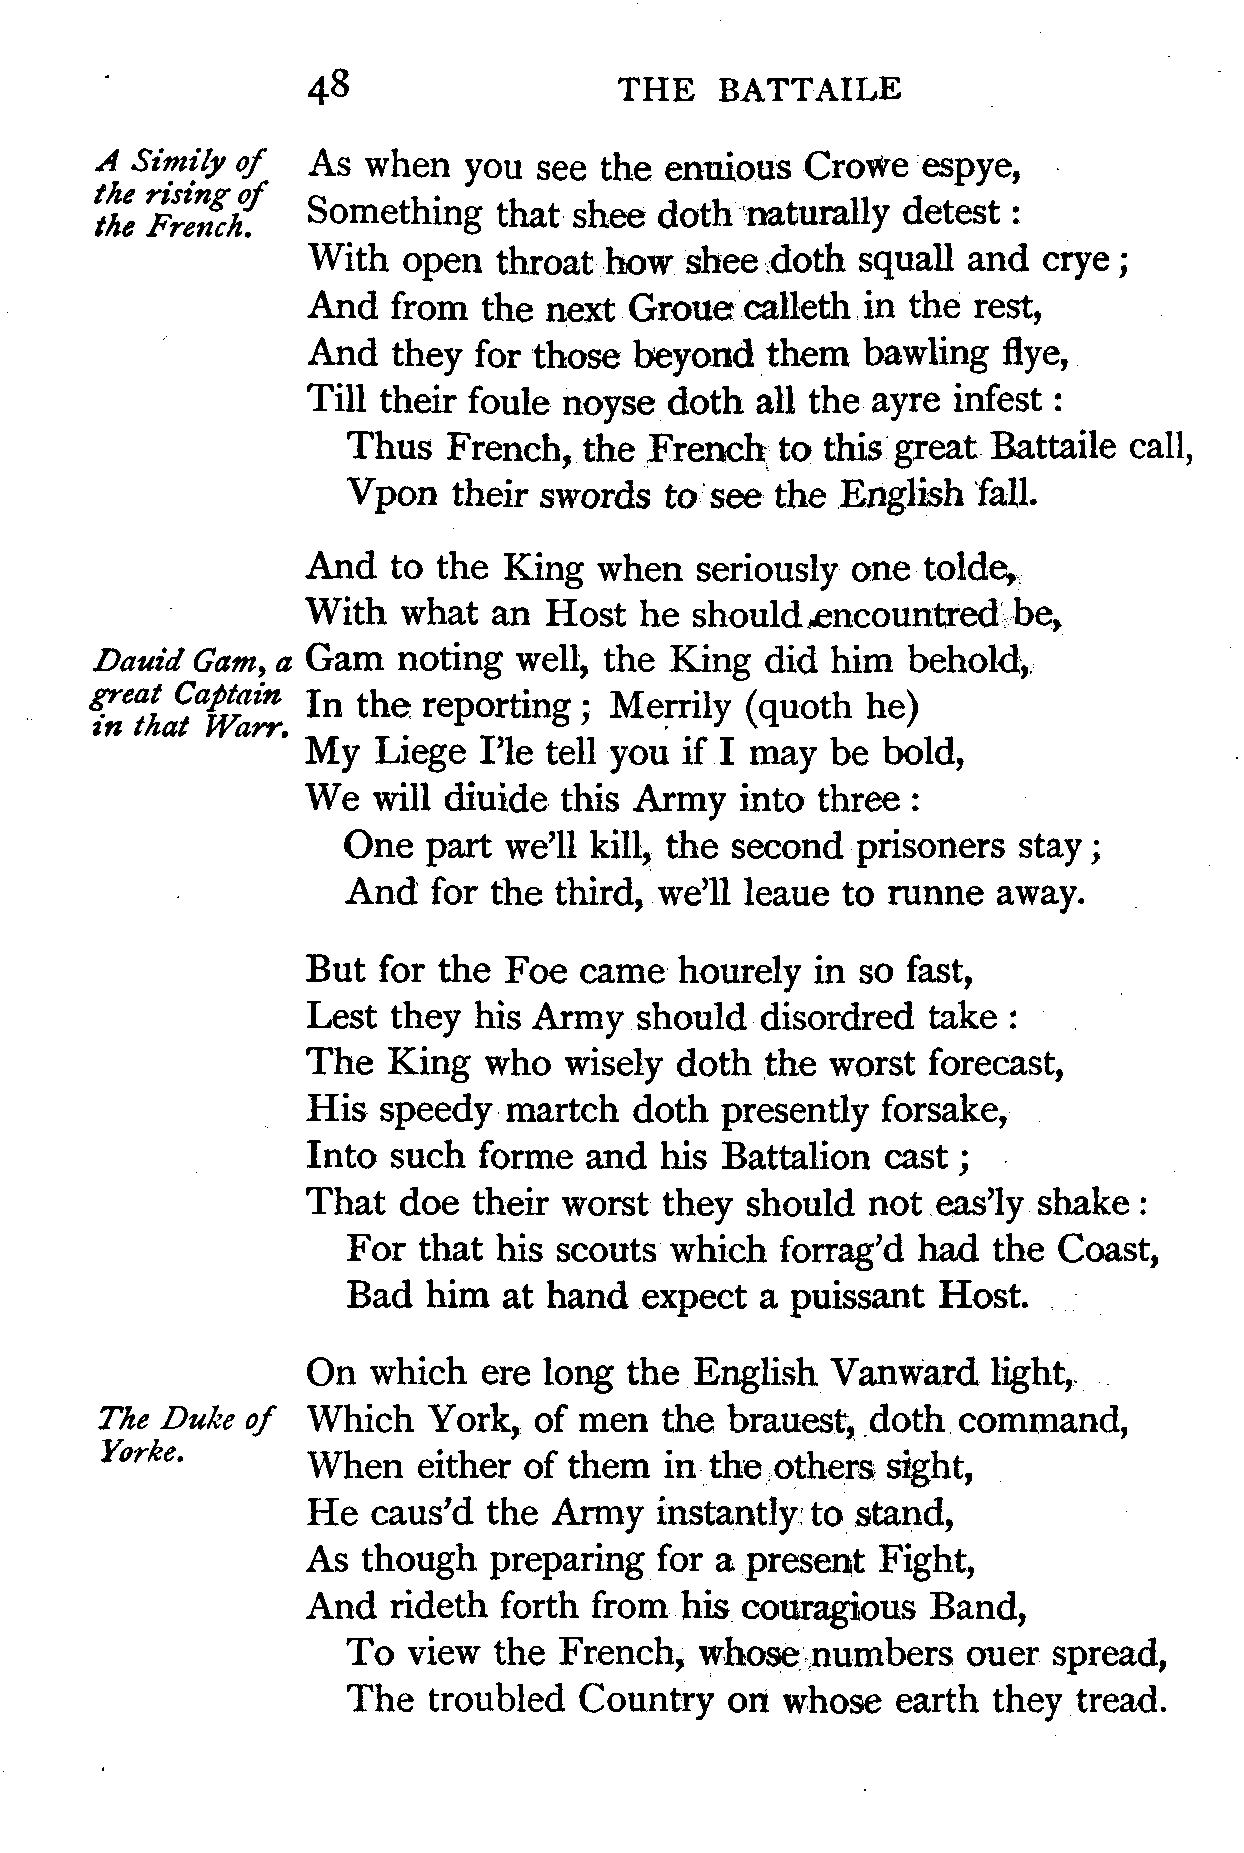 48 THE BATTAILE
A Simily of
the rising of
the French.
As when you see the enuious Crowe espye,
Something that shee doth naturally detest :
With open throat how shee doth squall and crye ;
And from the next Groue calleth in the rest,
And they for those beyond them bawling flye,
Till their foule noyse doth all the ayre infest :
Thus French, the French to this great Battaile call,
Vpon their swords to see the English fall.
And to the King when seriously one tolde,
With what an Host he should encountred be,
Dauid Gam, a
great Captain
in that Warr.
Gam noting well, the King did him behold,
In the reporting ; Merrily (quoth he)
My Liege I'le tell you if I may be bold,
We will diuide this Army into three :
One part we'll kill, the second prisoners stay ;
And for the third, we'll leaue to runne away.
But for the Foe came hourely in so fast,
Lest they his Army should disordred take :
The King who wisely doth the worst forecast,
His speedy martch doth presently forsake,
Into such forme and his Battalion cast ;
That doe their worst they should not eas'ly shake :
For that his scouts which forrag'd had the Coast,
Bad him at hand expect a puissant Host.
On which ere long the English Vanward light,
The Duke of
Yorke.
Which York, of men the brauest, doth command,
When either of them in the others sight,
He caus'd the Army instantly to stand,
As though preparing for a present Fight,
And rideth forth from his couragious Band,
To view the French, whose numbers ouer spread,
The troubled Country on whose earth they tread.